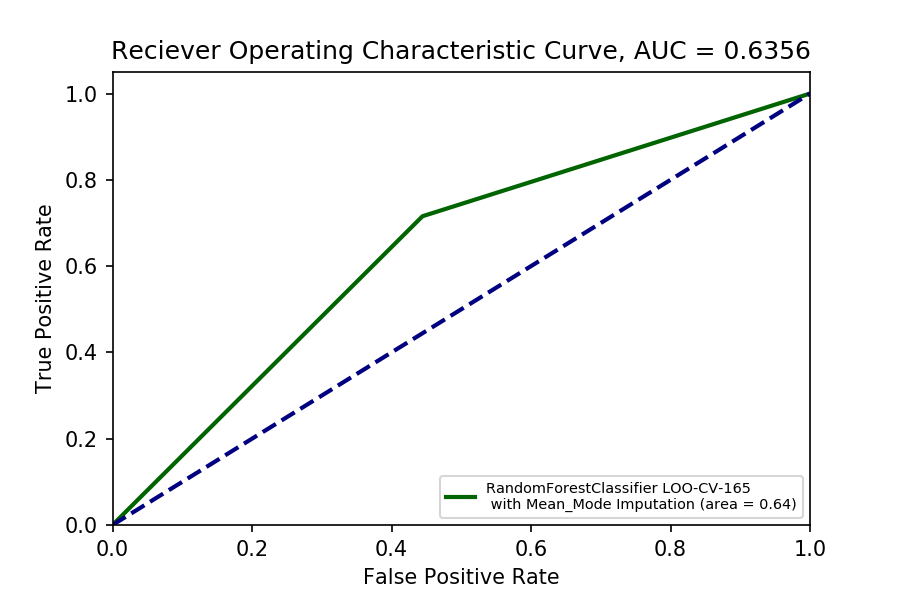 Reciever Operating Characteristic Curve, AUC = 0.6356
1.0
0.8
0.6
0.4
0.2
0.0
True Positive Rate
RandomForestClassifier LOO-CV-165
with Mean_Mode Imputation (area = 0.64)
0.0 0.2 0.4 0.6 0.8 1.0
False Positive Rate